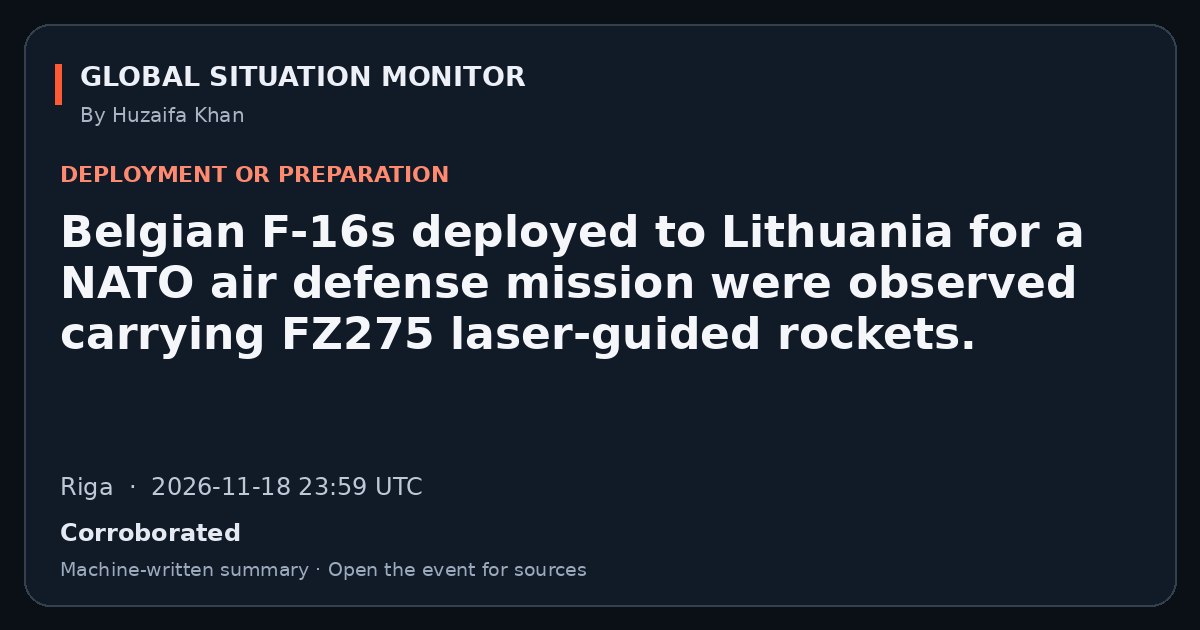 GLOBAL SITUATION MONITOR
By Huzaifa Khan
DEPLOYMENT OR PREPARATION
Belgian F-16s deployed to Lithuania for a
NATO air defense mission were observed
carrying FZ275 laser-guided rockets.
Riga · 2026-11-18 23:59 UTC
Corroborated
Machine-written summary · Open the event for sources